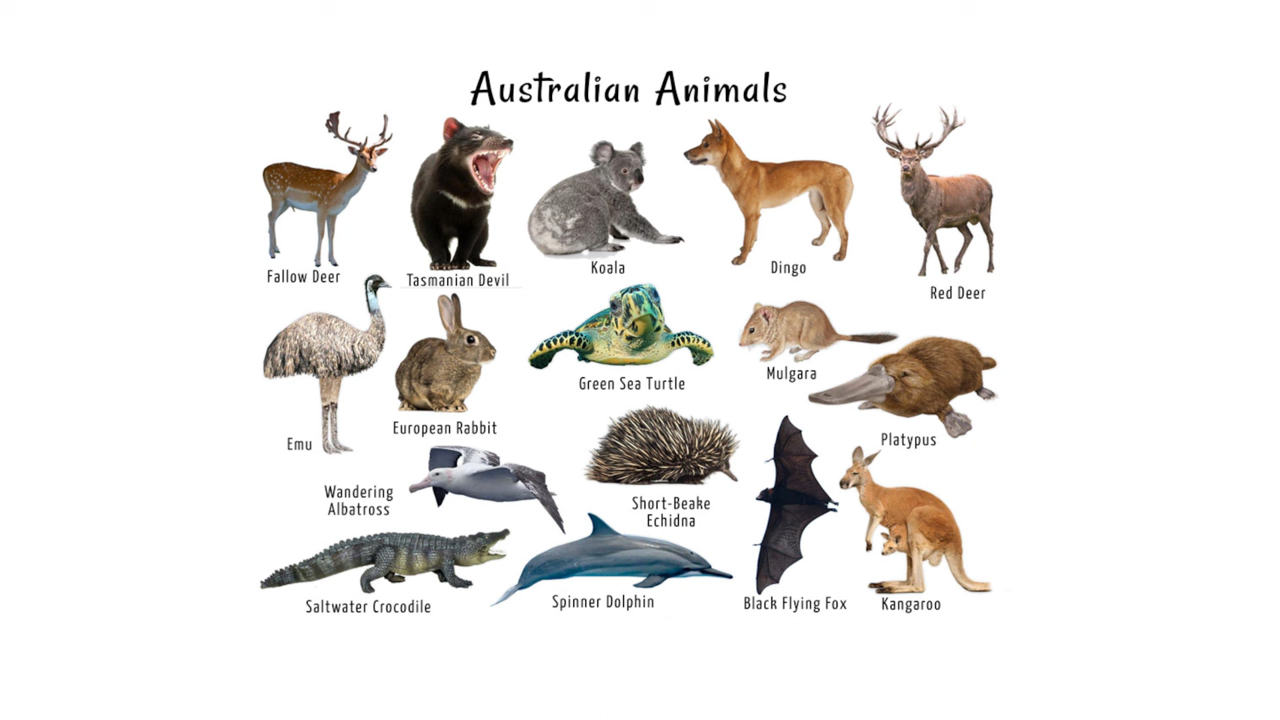 Australian Animals
Fallow Deer
Tasmanian Devil
Koala
Dingo
Red Deer
Emu
European Rabbit
Green Sea Turtle
Mulgara
Platypus
Wandering
Albatross
Short-Beake
Echidna
Saltwater Crocodile
Spinner Dolphin
Black Flying Fox
Kangaroo